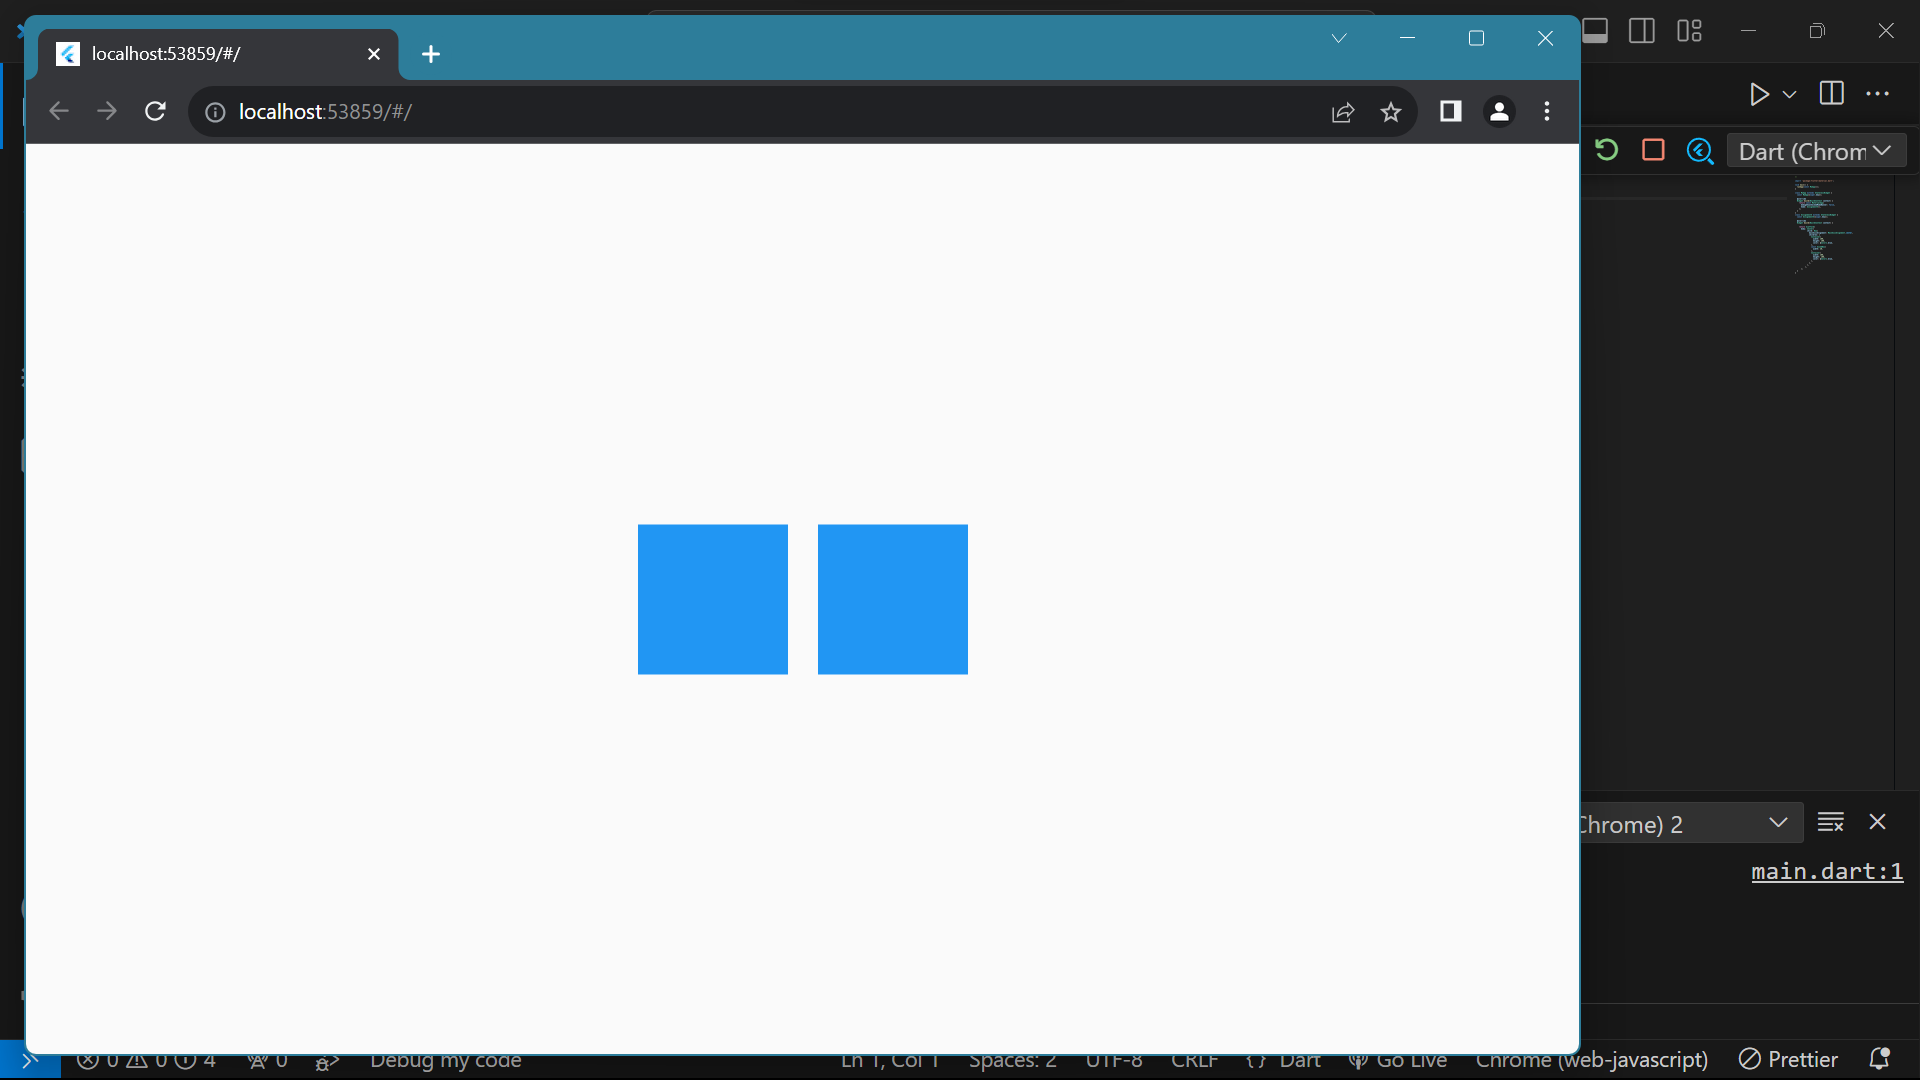 localhost:53859/#/
localhost:53859/#/
Dart (Chrom
Chrome) 2
main.dart:1
0 0 4 0 Debug my code Ln 1, Col 1 Spaces: 2 UTF-8 CRLF {} Dart Go Live Chrome (web-javascript) Prettier